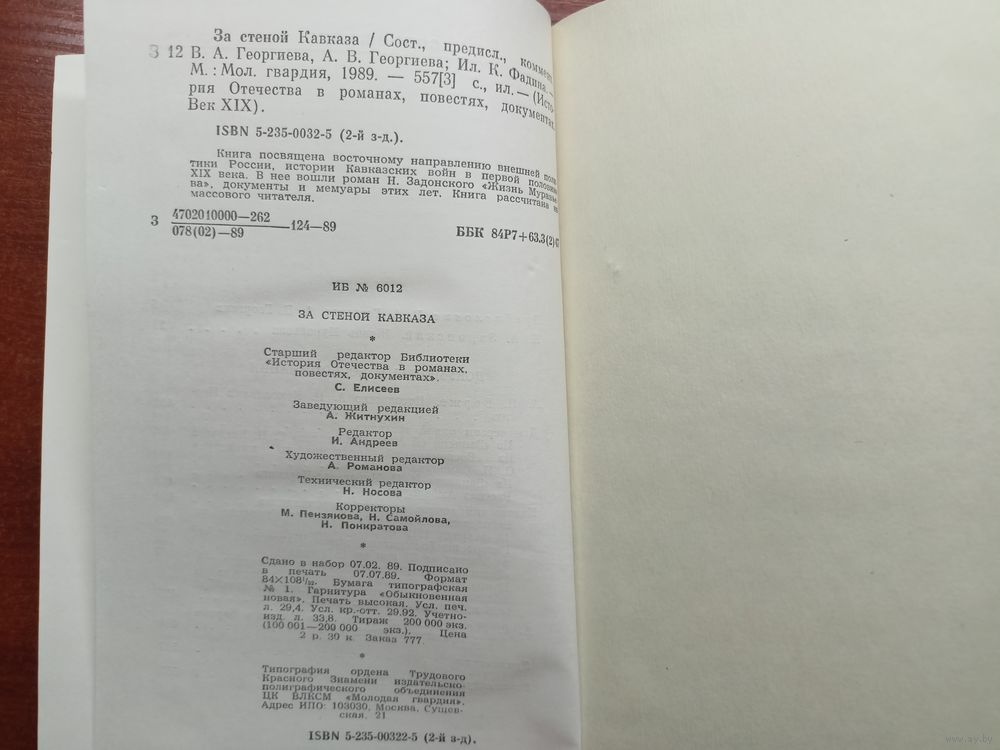 За стеной Кавказа / Сост., предисл., коммент.
З 12 В. А. Георгиева, А. В. Георгиева; Ил. К. Фадина.—
М.: Мол. гвардия, 1989. — 557[3] с., ил. — (Исто-
рия Отечества в романах, повестях, документах.
Век XIX).
ISBN 5-235-0032-5 (2-й з-д.).
Книга посвящена восточному направлению внешней поли-
тики России, истории Кавказских войн в первой половине
XIX века. В нее вошли роман Н. Задонского «Жизнь Муравье-
ва», документы и мемуары этих лет. Книга рассчитана на
массового читателя.
З 4702010000—262
078(02)—89 —124—89
ББК 84Р7+63.3(2)47
ИБ № 6012
ЗА СТЕНОЙ КАВКАЗА
*
Старший редактор Библиотеки
«История Отечества в романах,
повестях, документах».
С. Елисеев
Заведующий редакцией
А. Житнухин
Редактор
И. Андреев
Художественный редактор
А. Романова
Технический редактор
Н. Носова
Корректоры
М. Пензякова, Н. Самойлова,
Н. Понкратова
*
Сдано в набор 07.02. 89. Подписано
в печать 07.07.89. Формат
84×108¹/₃₂. Бумага типографская
№ 1. Гарнитура «Обыкновенная
новая». Печать высокая. Усл. печ.
л. 29,4. Усл. кр.-отт. 29.92. Учетно-
изд. л. 33,8. Тираж 200 000 экз.
(100 001—200 000 экз.). Цена
2 р. 30 к. Заказ 777.
*
Типография ордена Трудового
Красного Знамени издательско-
полиграфического объединения
ЦК ВЛКСМ «Молодая гвардия».
Адрес ИПО: 103030, Москва, Сущев-
ская, 21
ISBN 5-235-00322-5 (2-й з-д).
www.ay.by